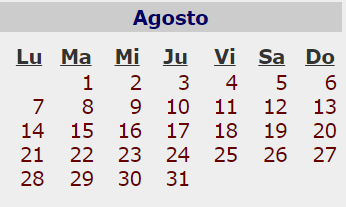 Agosto
Lu Ma Mi Ju Vi Sa Do
1 2 3 4 5 6
7 8 9 10 11 12 13
14 15 16 17 18 19 20
21 22 23 24 25 26 27
28 29 30 31